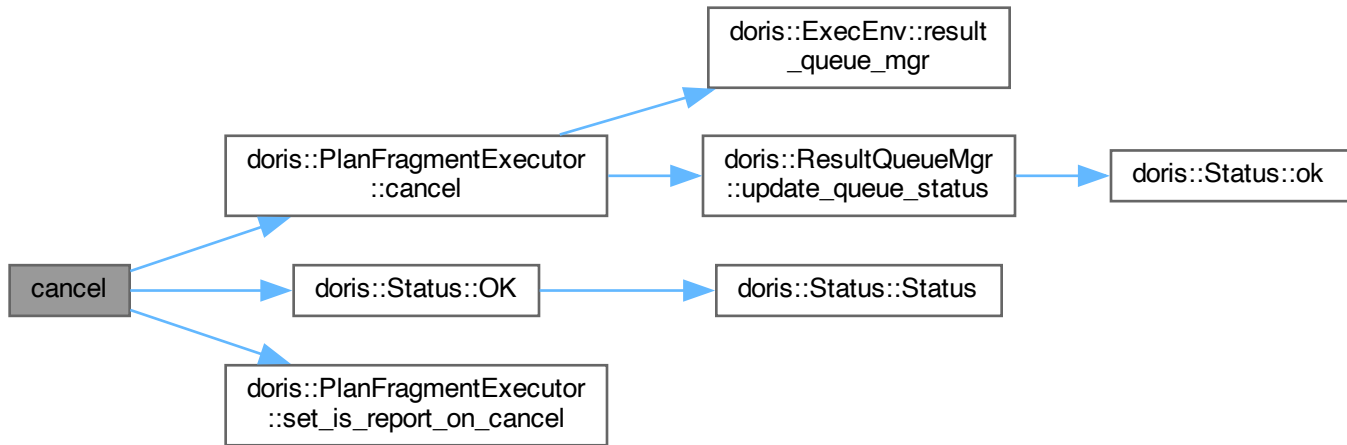 doris::ExecEnv::result
_queue_mgr
doris::PlanFragmentExecutor
::cancel
doris::ResultQueueMgr
::update_queue_status
doris::Status::ok
cancel
doris::Status::OK
doris::Status::Status
doris::PlanFragmentExecutor
::set_is_report_on_cancel